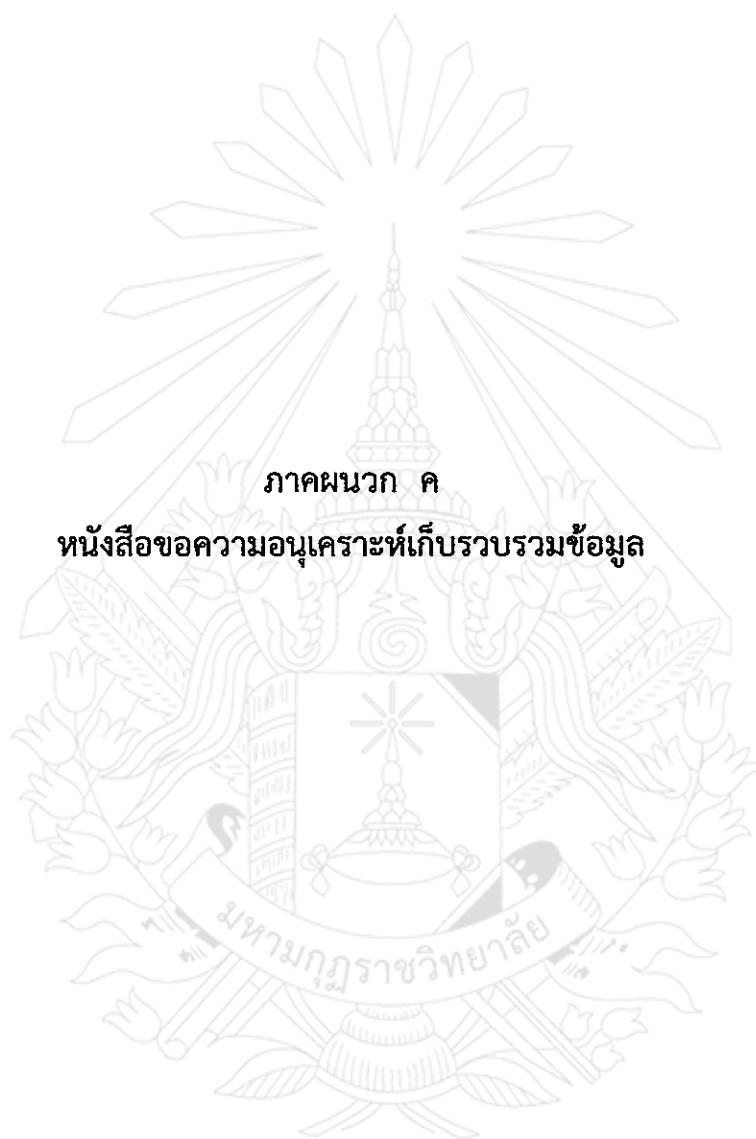 ภาคผนวก ค
หนังสือขอความอนุเคราะห์เก็บรวบรวมข้อมูล
มหามกุฏราชวิทยาลัย